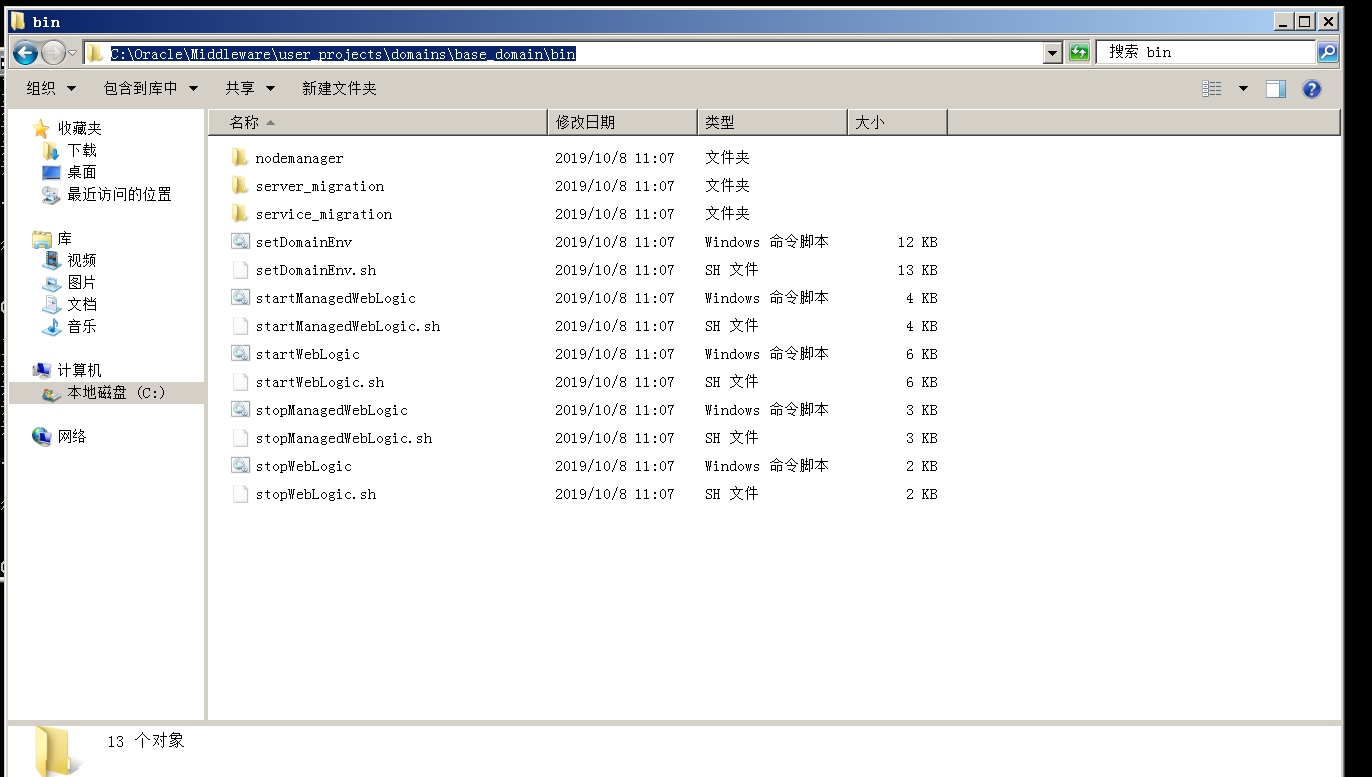 bin
C:\Oracle\Middleware\user_projects\domains\base_domain\bin
搜索 bin
组织 包含到库中 共享 新建文件夹
收藏夹
下载
桌面
最近访问的位置
库
视频
图片
文档
音乐
计算机
本地磁盘 (C:)
网络
名称 修改日期 类型 大小
nodemanager 2019/10/8 11:07 文件夹
server_migration 2019/10/8 11:07 文件夹
service_migration 2019/10/8 11:07 文件夹
setDomainEnv 2019/10/8 11:07 Windows 命令脚本 12 KB
setDomainEnv.sh 2019/10/8 11:07 SH 文件 13 KB
startManagedWebLogic 2019/10/8 11:07 Windows 命令脚本 4 KB
startManagedWebLogic.sh 2019/10/8 11:07 SH 文件 4 KB
startWebLogic 2019/10/8 11:07 Windows 命令脚本 6 KB
startWebLogic.sh 2019/10/8 11:07 SH 文件 6 KB
stopManagedWebLogic 2019/10/8 11:07 Windows 命令脚本 3 KB
stopManagedWebLogic.sh 2019/10/8 11:07 SH 文件 3 KB
stopWebLogic 2019/10/8 11:07 Windows 命令脚本 2 KB
stopWebLogic.sh 2019/10/8 11:07 SH 文件 2 KB
13 个对象